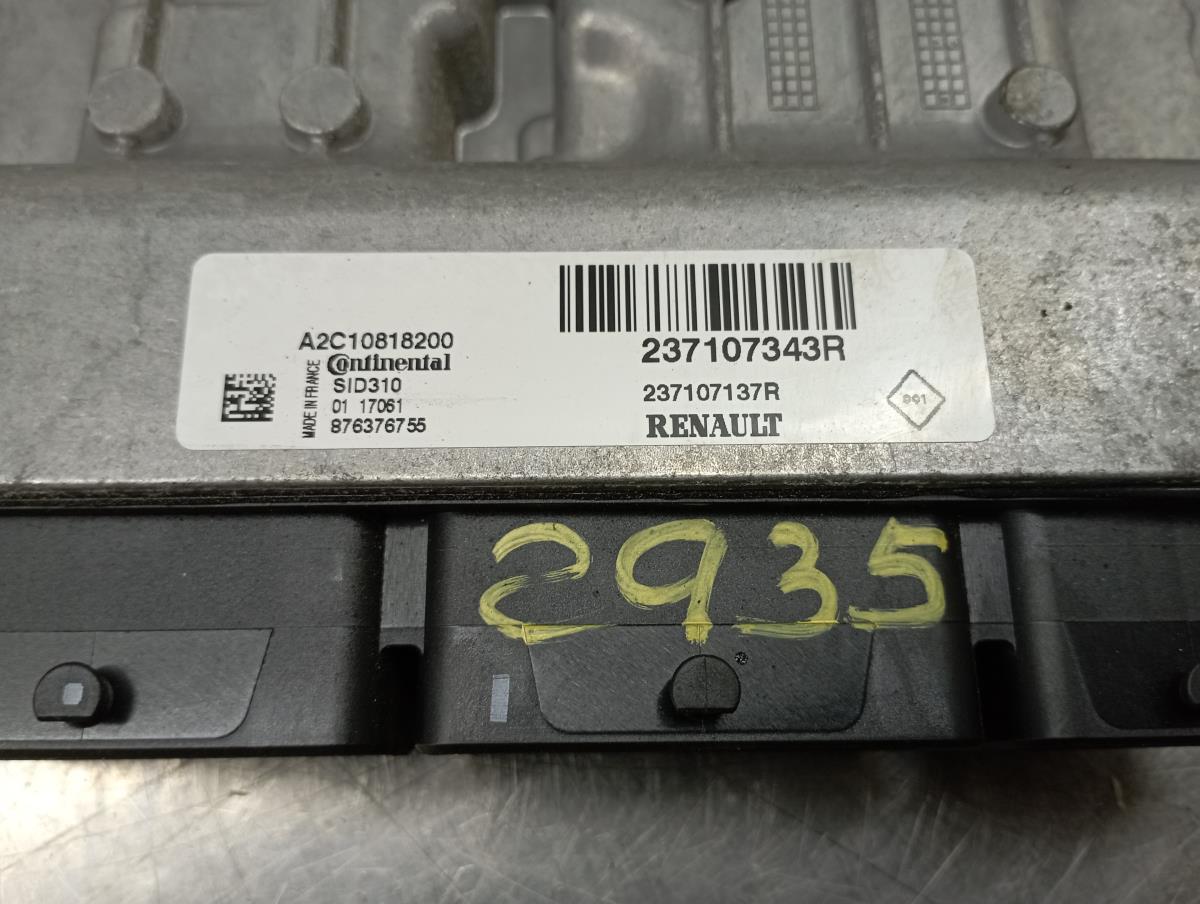 A2C10818200
Continental
SID310
01 17061
876376755
MADE IN FRANCE
237107343R
237107137R
RENAULT
2935